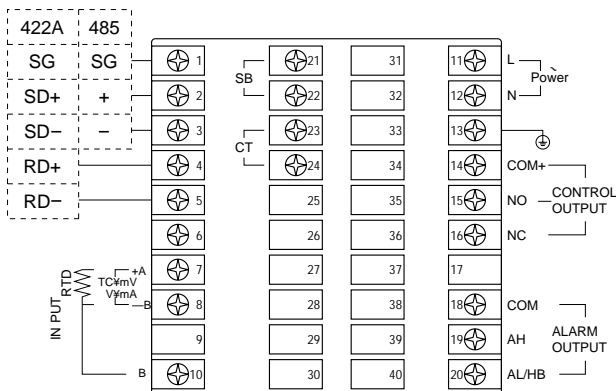 422A 485
SG SG 1 21 31 11 L
SB Power
SD+ + 2 22 32 12 N
SD− − 3 23 33 13
CT
RD+ 4 24 34 14 COM+
RD− 5 25 35 15 NO CONTROL
OUTPUT
6 26 36 16 NC
+A 7 27 37 17
RTD TC¥mV
V¥mA
—B 8 28 38 18 COM
IN PUT
9 29 39 19 AH ALARM
OUTPUT
B 10 30 40 20 AL/HB